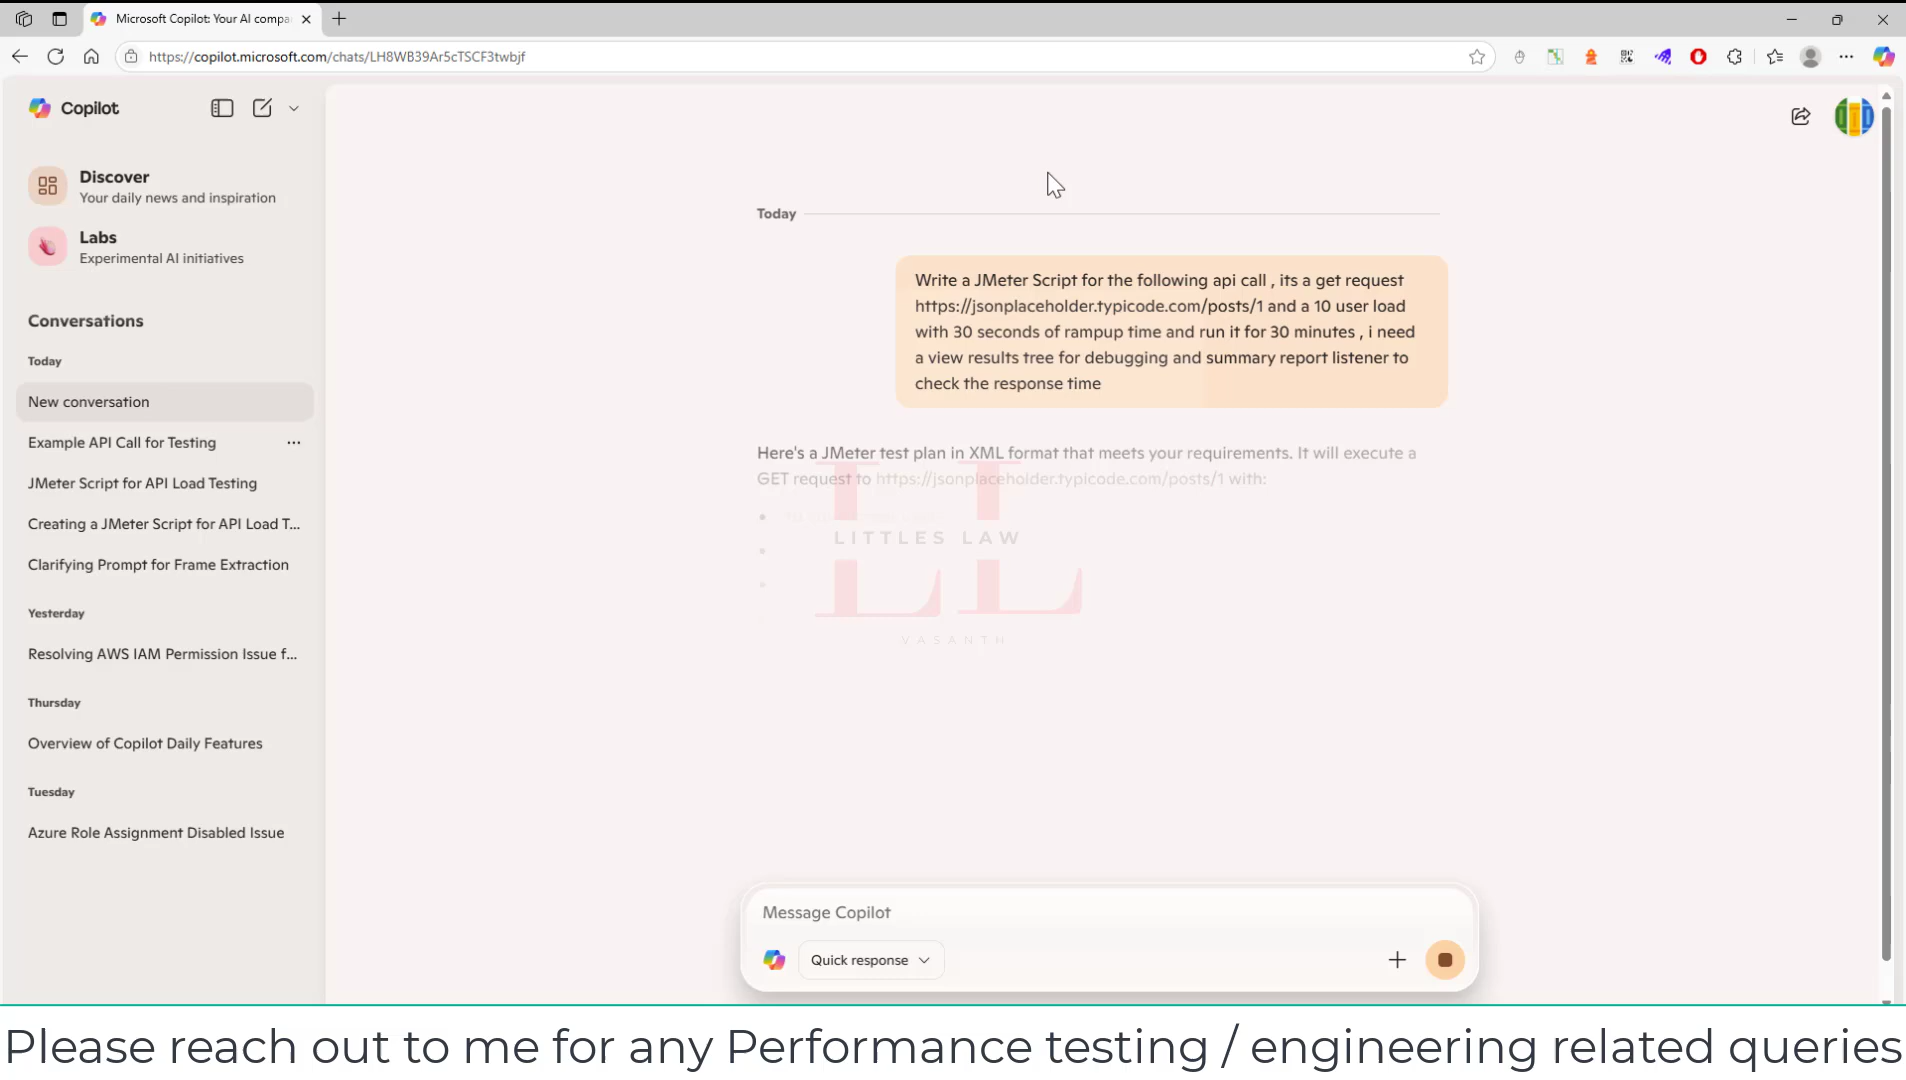 Microsoft Copilot: Your AI compa
https://copilot.microsoft.com/chats/LH8WB39Ar5cTSCF3twbjf
Copilot
Discover
Your daily news and inspiration
Labs
Experimental AI initiatives
Conversations
Today
New conversation
Example API Call for Testing
JMeter Script for API Load Testing
Creating a JMeter Script for API Load T...
Clarifying Prompt for Frame Extraction
Yesterday
Resolving AWS IAM Permission Issue f...
Thursday
Overview of Copilot Daily Features
Tuesday
Azure Role Assignment Disabled Issue
Today
Write a JMeter Script for the following api call , its a get request
https://jsonplaceholder.typicode.com/posts/1 and a 10 user load
with 30 seconds of rampup time and run it for 30 minutes , i need
a view results tree for debugging and summary report listener to
check the response time
Here's a JMeter test plan in XML format that meets your requirements. It will execute a
GET request to https://jsonplaceholder.typicode.com/posts/1 with:
LL
LITTLES LAW
VASANTH
Message Copilot
Quick response
Please reach out to me for any Performance testing / engineering related queries